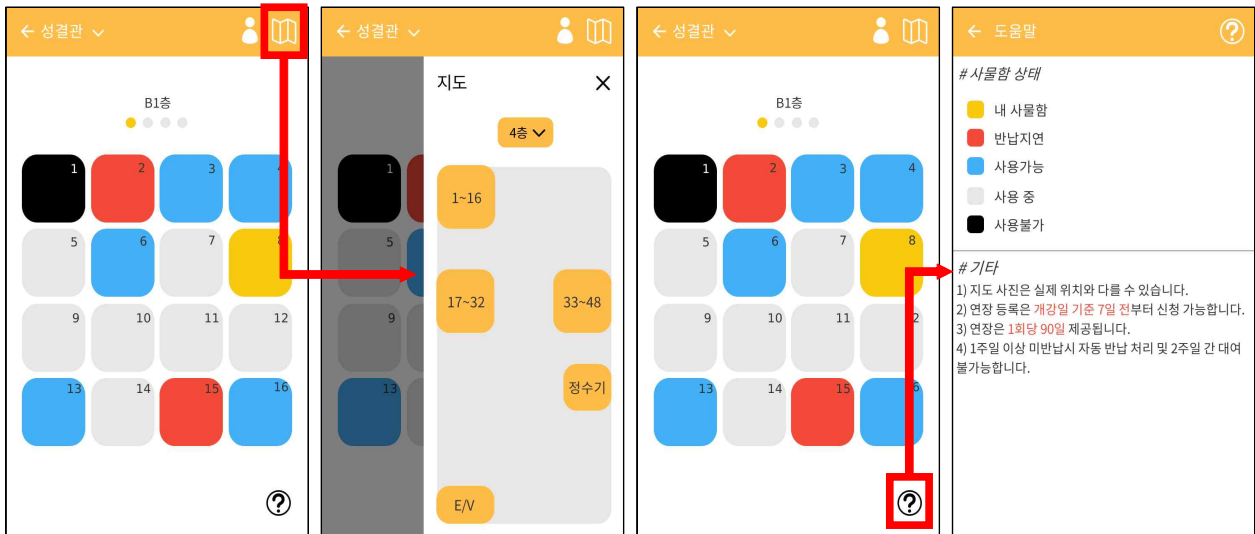 성결관
B1층
1 2 3 4
5 6 7 8
9 10 11 12
13 14 15 16
?
성결관
지도
4층
1 5 9 13
1~16
17~32 33~48
정수기
E/V
성결관
B1층
1 2 3 4
5 6 7 8
9 10 11 2
13 14 15 6
?
도움말 ?
# 사물함 상태
내 사물함
반납지연
사용가능
사용 중
사용불가
# 기타
1) 지도 사진은 실제 위치와 다를 수 있습니다.
2) 연장 등록은 개강일 기준 7일 전부터 신청 가능합니다.
3) 연장은 1회당 90일 제공됩니다.
4) 1주일 이상 미반납시 자동 반납 처리 및 2주일 간 대여
불가능합니다.